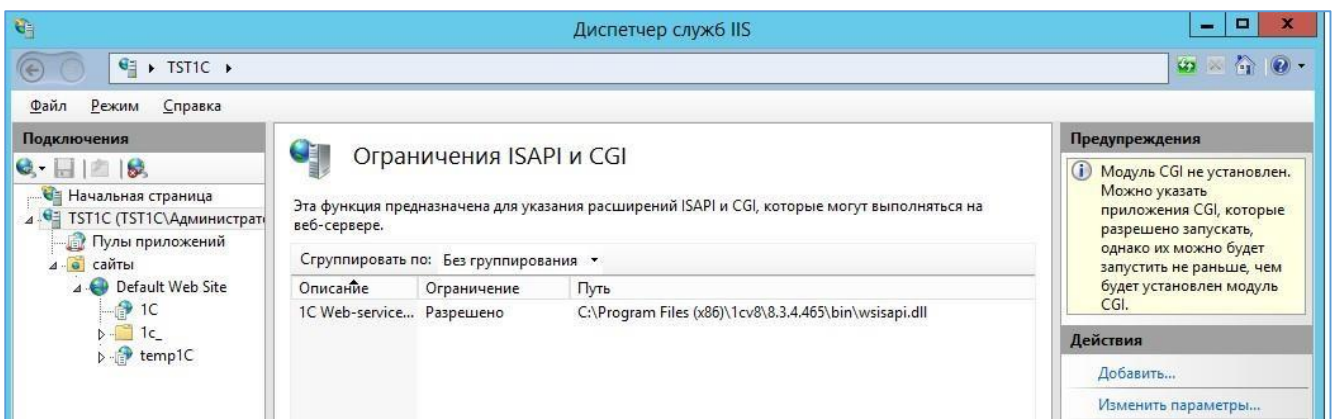 Диспетчер служб IIS
TST1C
Файл Режим Справка
Подключения
Начальная страница
TST1C (TST1C\Администрат
Пулы приложений
сайты
Default Web Site
1C
1c_
temp1C
Ограничения ISAPI и CGI
Эта функция предназначена для указания расширений ISAPI и CGI, которые могут выполняться на
веб-сервере.
Сгруппировать по: Без группирования
Описание Ограничение Путь
1C Web-service... Разрешено C:\Program Files (x86)\1cv8\8.3.4.465\bin\wsisapi.dll
Предупреждения
Модуль CGI не установлен.
Можно указать
приложения CGI, которые
разрешено запускать,
однако их можно будет
запустить не раньше, чем
будет установлен модуль
CGI.
Действия
Добавить...
Изменить параметры...